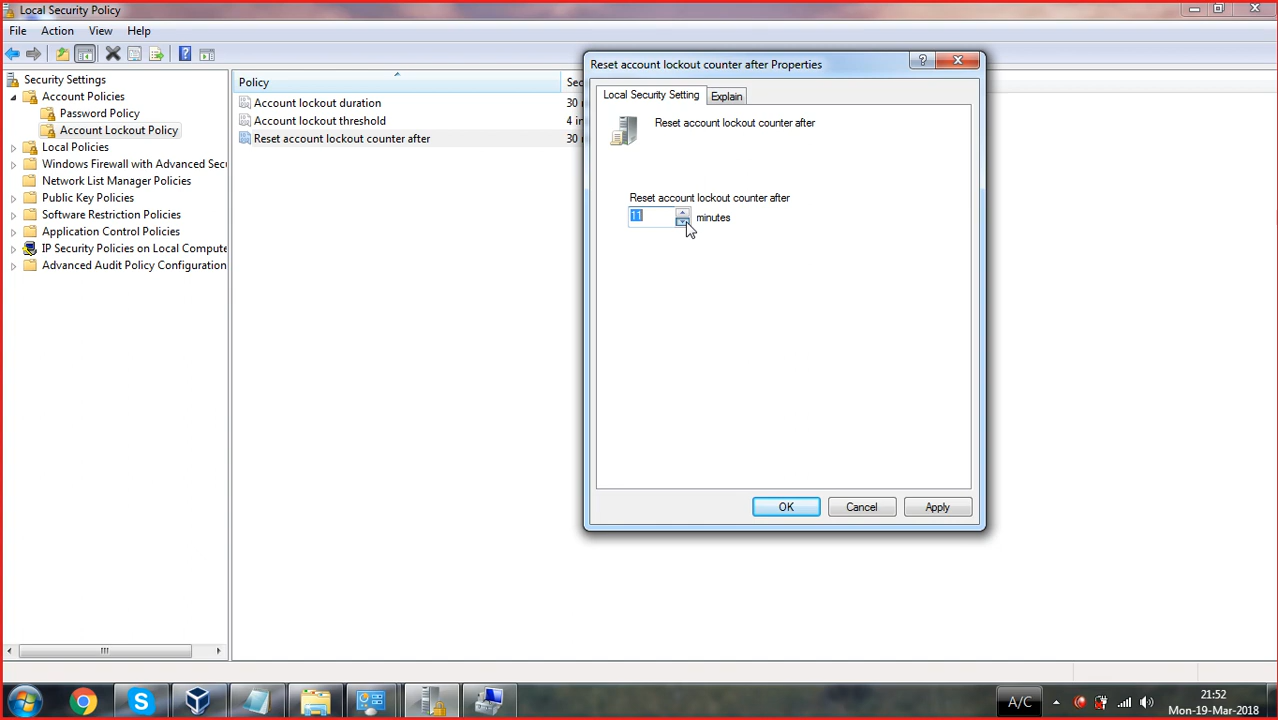 Local Security Policy
File Action View Help
Security Settings
Account Policies
Password Policy
Account Lockout Policy
Local Policies
Windows Firewall with Advanced Secu
Network List Manager Policies
Public Key Policies
Software Restriction Policies
Application Control Policies
IP Security Policies on Local Compute
Advanced Audit Policy Configuration
Policy Sec
Account lockout duration 30 m
Account lockout threshold 4 in
Reset account lockout counter after 30 m
Reset account lockout counter after Properties
Local Security Setting Explain
Reset account lockout counter after
Reset account lockout counter after
11 minutes
OK Cancel Apply
A/C
21:52
Mon-19-Mar-2018